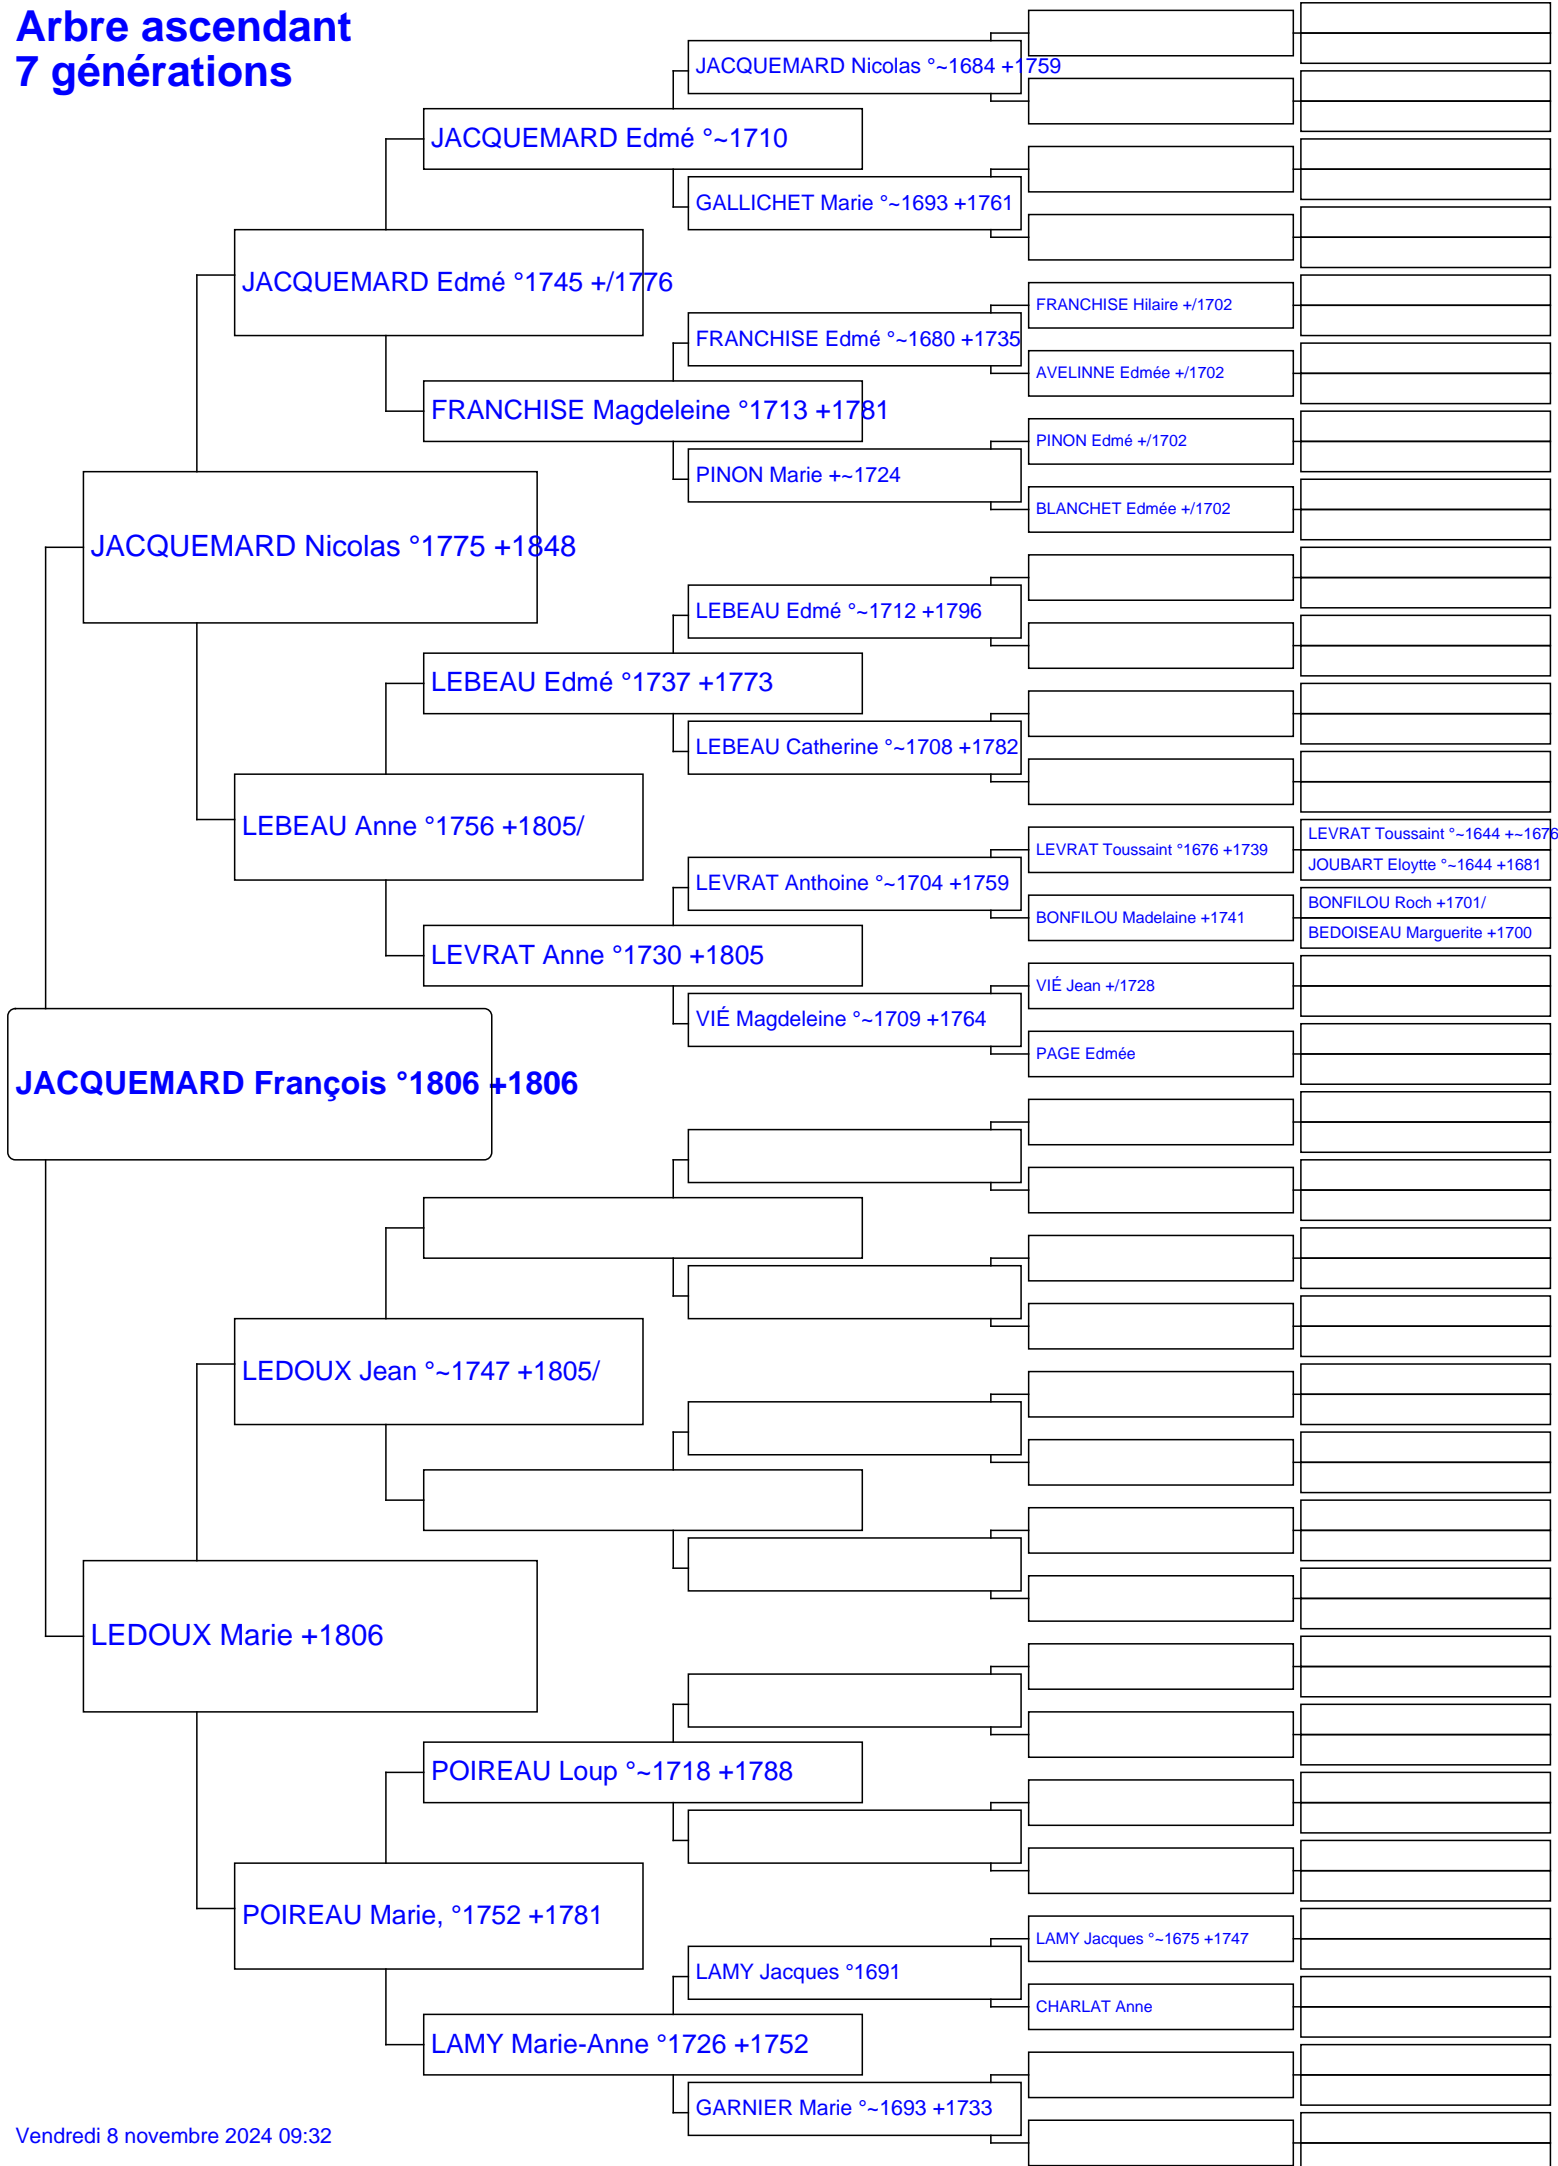 Arbre ascendant
7 générations
JACQUEMARD Nicolas °~1684 +1759
JACQUEMARD Edmé °~1710
GALLICHET Marie °~1693 +1761
JACQUEMARD Edmé °1745 +/1776
FRANCHISE Hilaire +/1702
FRANCHISE Edmé °~1680 +1735
AVELINNE Edmée +/1702
FRANCHISE Magdeleine °1713 +1781
PINON Edmé +/1702
PINON Marie +~1724
BLANCHET Edmée +/1702
JACQUEMARD Nicolas °1775 +1848
LEBEAU Edmé °~1712 +1796
LEBEAU Edmé °1737 +1773
LEBEAU Catherine °~1708 +1782
LEBEAU Anne °1756 +1805/
LEVRAT Toussaint °~1644 +~1676
LEVRAT Toussaint °1676 +1739
JOUBART Eloytte °~1644 +1681
LEVRAT Anthoine °~1704 +1759
BONFILOU Roch +1701/
BONFILOU Madelaine +1741
BEDOISEAU Marguerite +1700
LEVRAT Anne °1730 +1805
VIÉ Jean +/1728
VIÉ Magdeleine °~1709 +1764
PAGE Edmée
JACQUEMARD François °1806 +1806
LEDOUX Jean °~1747 +1805/
LEDOUX Marie +1806
POIREAU Loup °~1718 +1788
POIREAU Marie, °1752 +1781
LAMY Jacques °~1675 +1747
LAMY Jacques °1691
CHARLAT Anne
LAMY Marie-Anne °1726 +1752
GARNIER Marie °~1693 +1733
Vendredi 8 novembre 2024 09:32